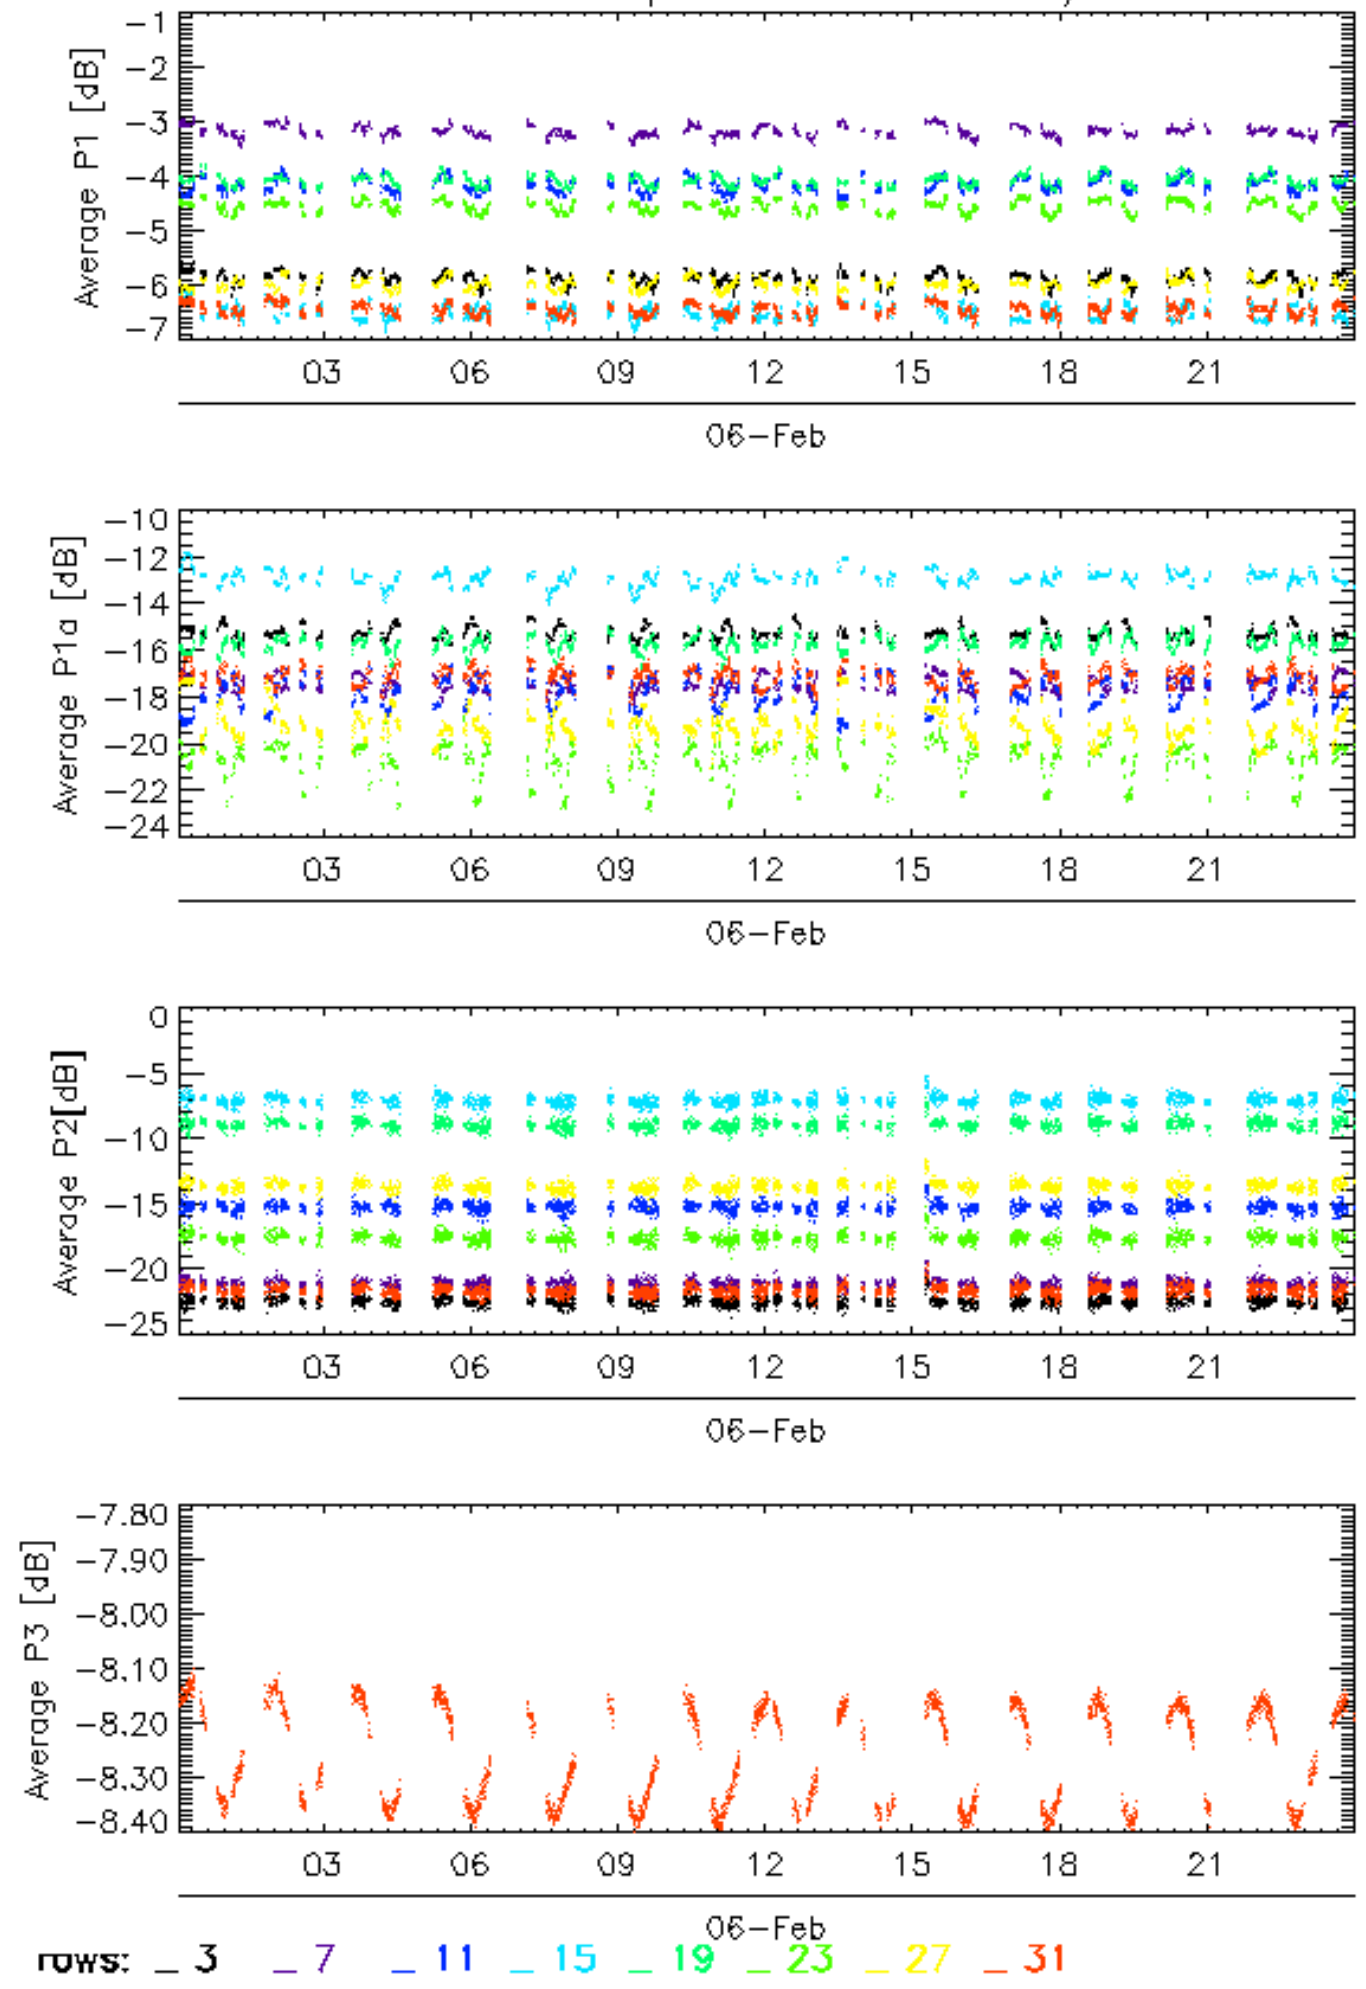 -1
-2
-3
-4
-5
-6
-7
Average P1 [dB]
03 06 09 12 15 18 21
06-Feb
-10
-12
-14
-16
-18
-20
-22
-24
Average P1a [dB]
03 06 09 12 15 18 21
06-Feb
0
-5
-10
-15
-20
-25
Average P2[dB]
03 06 09 12 15 18 21
06-Feb
-7.80
-7.90
-8.00
-8.10
-8.20
-8.30
-8.40
Average P3 [dB]
03 06 09 12 15 18 21
06-Feb
rows: _ 3 _ 7 _ 11 _ 15 _ 19 _ 23 _ 27 _ 31